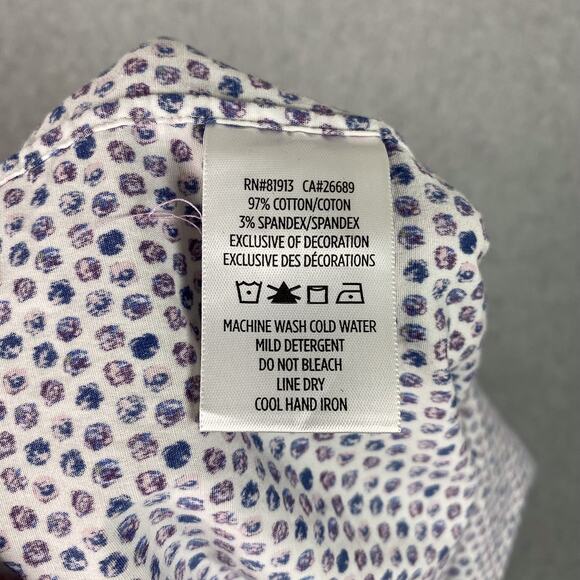 RN#81913 CA#26689
97% COTTON/COTON
3% SPANDEX/SPANDEX
EXCLUSIVE OF DECORATION
EXCLUSIVE DES DÉCORATIONS
MACHINE WASH COLD WATER
MILD DETERGENT
DO NOT BLEACH
LINE DRY
COOL HAND IRON